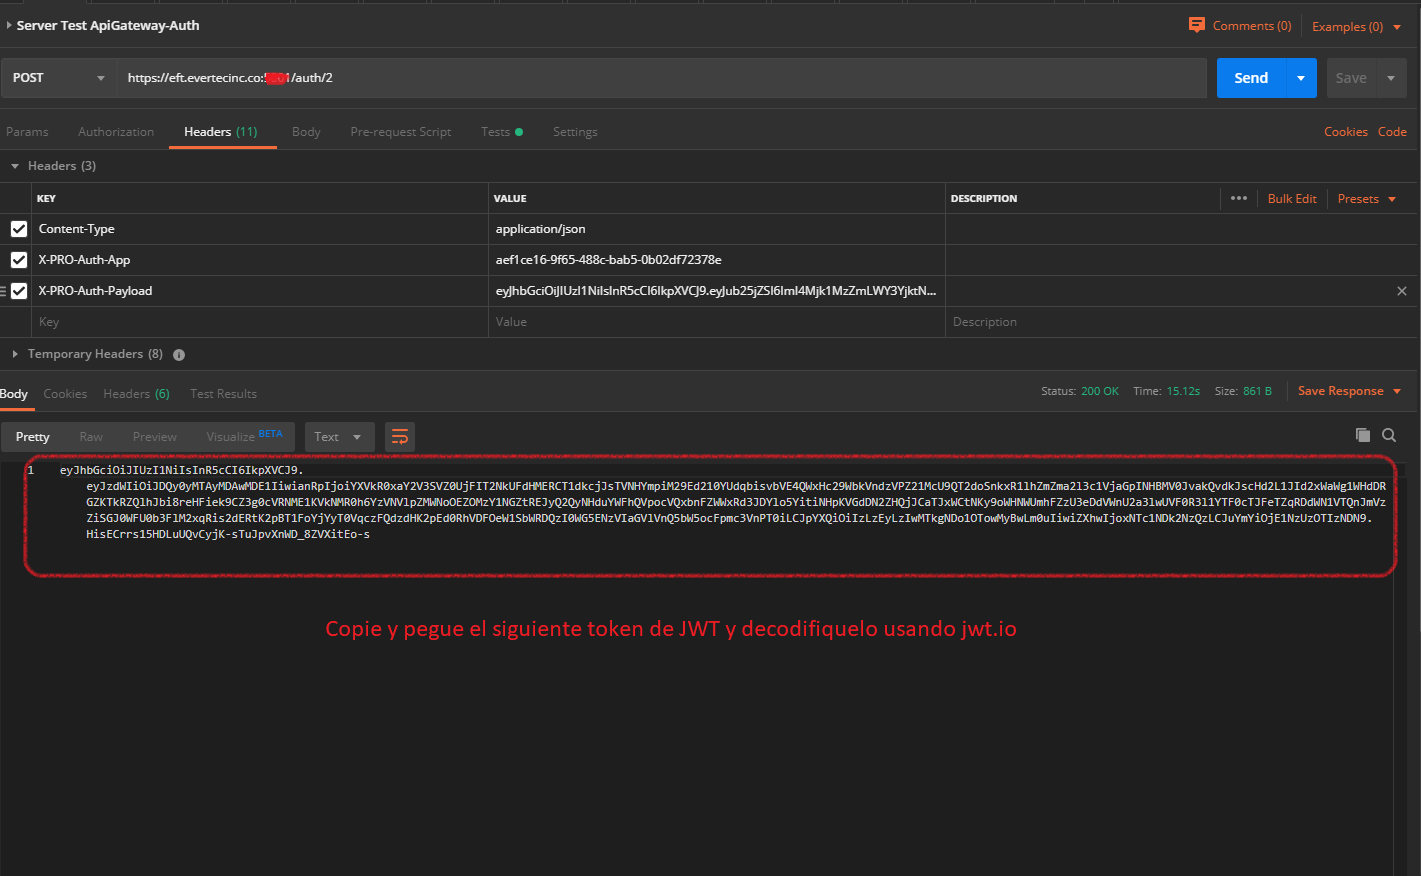 Server Test ApiGateway-Auth
Comments (0)
Examples (0)
POST
https://eft.evertecinc.co:
1/auth/2
Send
Save
Params
Authorization
Headers (11)
Body
Pre-request Script
Tests
Settings
Cookies
Code
Headers (3)
KEY
VALUE
DESCRIPTION
Bulk Edit
Presets
Content-Type
application/json
X-PRO-Auth-App
aef1ce16-9f65-488c-bab5-0b02df72378e
X-PRO-Auth-Payload
Key
Value
Description
Temporary Headers (8)
Body
Cookies
Headers (6)
Test Results
Status: 200 OK
Time: 15.12s
Size: 861 B
Save Response
Pretty
Raw
Preview
Visualize BETA
Text
1
eyJhbGciOiJIUzI1NiIsInR5cCI6IkpXVCJ9.
HisECrrs15HDLuUQvCyjK-sTuJpvXnWD_8ZVXitEo-s
Copie y pegue el siguiente token de JWT y decodifiquelo usando jwt.io